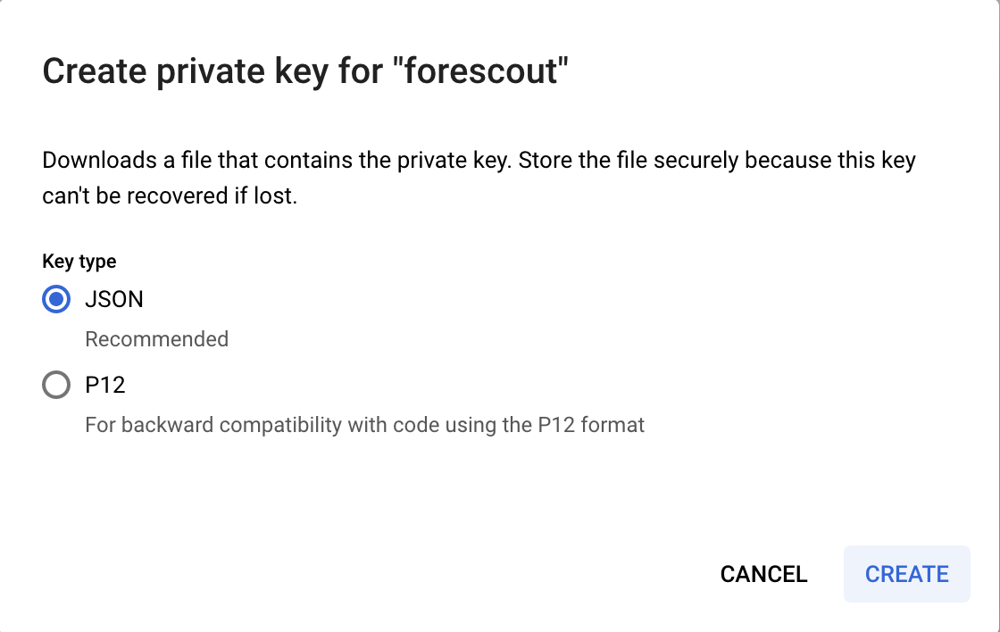 Create private key for "forescout"
Downloads a file that contains the private key. Store the file securely because this key
can't be recovered if lost.
Key type
JSON
Recommended
P12
For backward compatibility with code using the P12 format
CANCEL CREATE